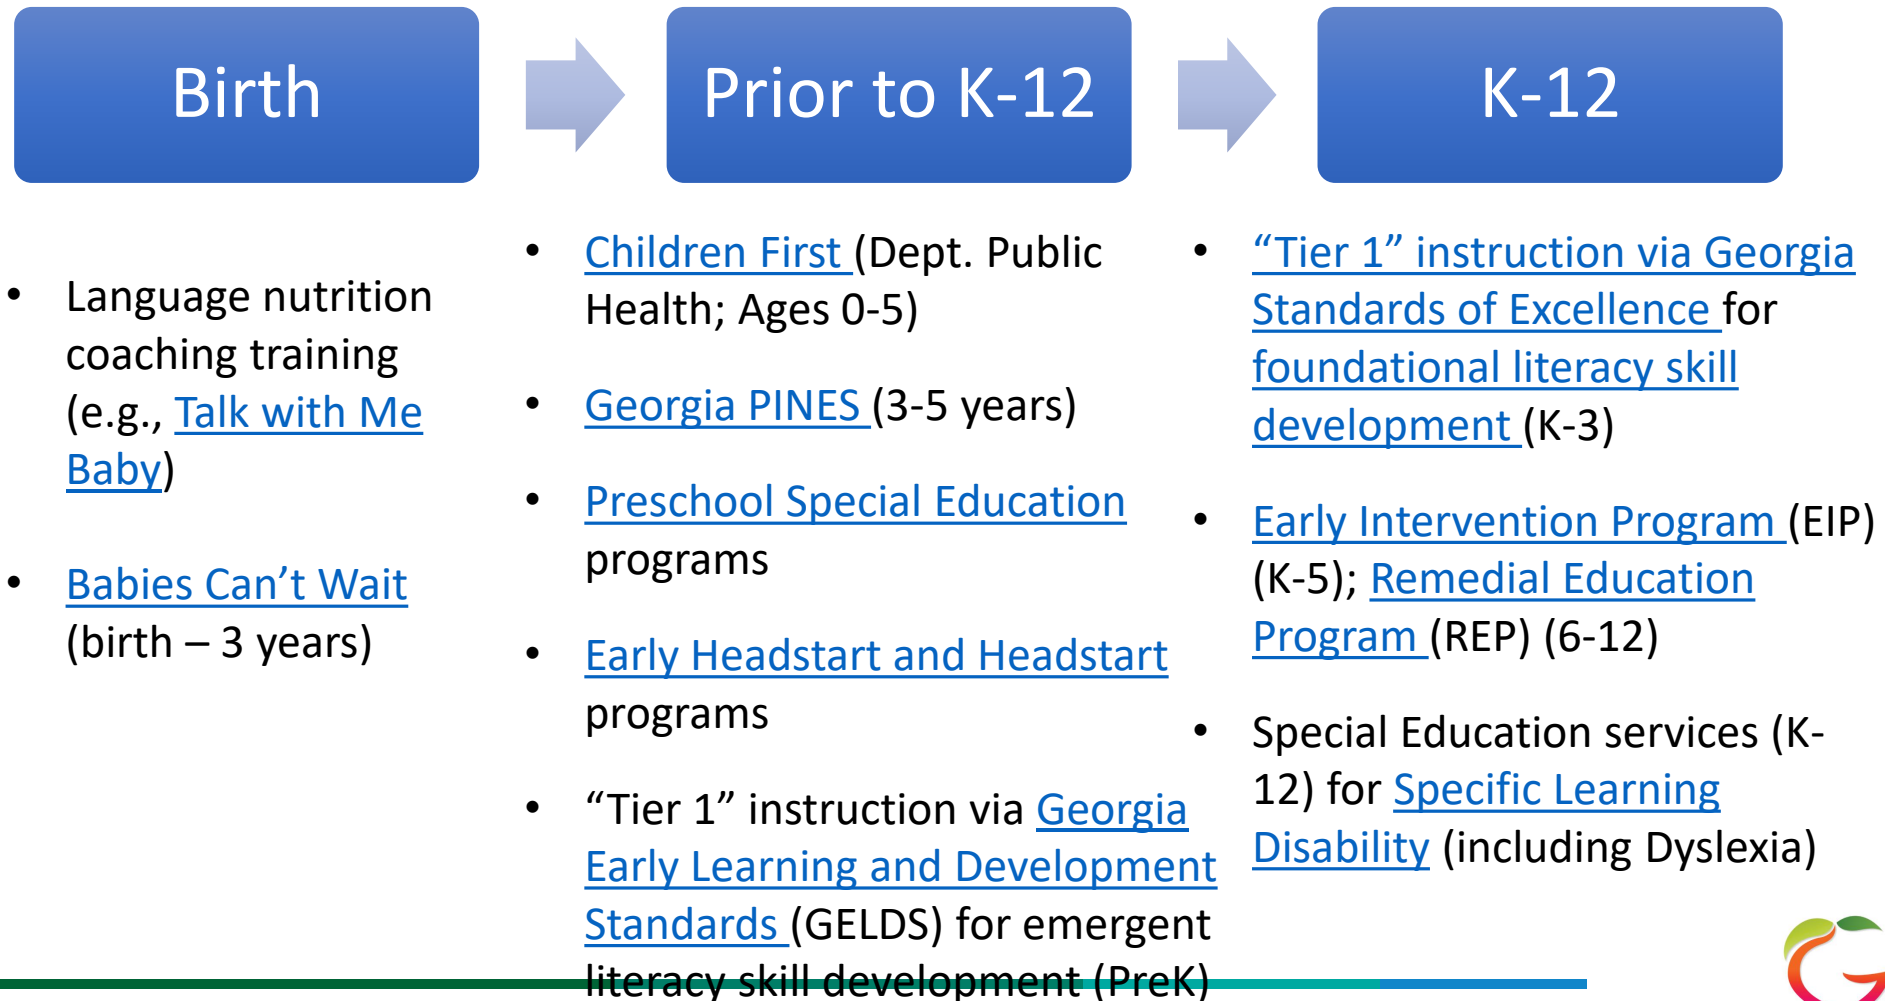 Birth
Prior to K-12
K-12
• Language nutrition
coaching training
(e.g., Talk with Me
Baby)
• Babies Can’t Wait
(birth – 3 years)
• Children First (Dept. Public
Health; Ages 0-5)
• Georgia PINES (3-5 years)
• Preschool Special Education
programs
• Early Headstart and Headstart
programs
• “Tier 1” instruction via Georgia
Early Learning and Development
Standards (GELDS) for emergent
literacy skill development (PreK)
• “Tier 1” instruction via Georgia
Standards of Excellence for
foundational literacy skill
development (K-3)
• Early Intervention Program (EIP)
(K-5); Remedial Education
Program (REP) (6-12)
• Special Education services (K-
12) for Specific Learning
Disability (including Dyslexia)